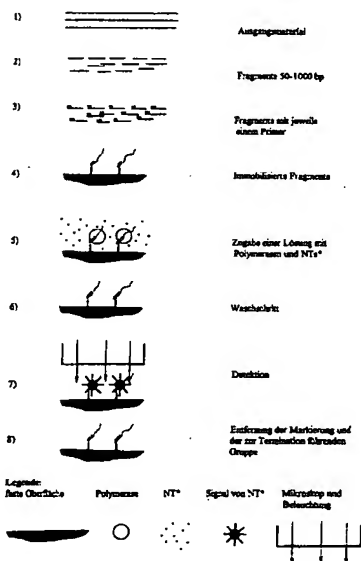 1)
Ausgangsmaterial
2)
Fragmente 50-1000 bp
3)
Fragmente mit jeweils
einem Primer
4)
Immobilisierte Fragmente
5)
Zugabe einer Lösung mit
Polymerasen und NTs*
6)
Waschschritt
7)
Detektion
8)
Entfernung der Markierung und
der zur Termination führenden
Gruppe
Legende:
feste Oberfläche Polymerase NT* Signal von NT* Mikroskop und
Beleuchtung